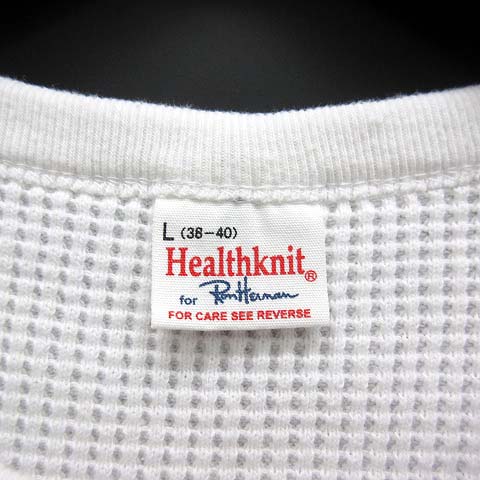 L (38-40)
Healthknit®
for Ron Herman
FOR CARE SEE REVERSE